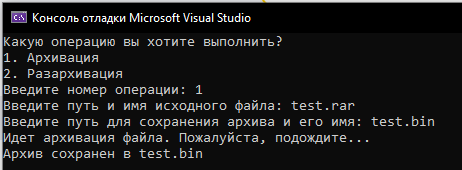 Консоль отладки Microsoft Visual Studio
Какую операцию вы хотите выполнить?
1. Архивация
2. Разархивация
Введите номер операции: 1
Введите путь и имя исходного файла: test.rar
Введите путь для сохранения архива и его имя: test.bin
Идет архивация файла. Пожалуйста, подождите...
Архив сохранен в test.bin